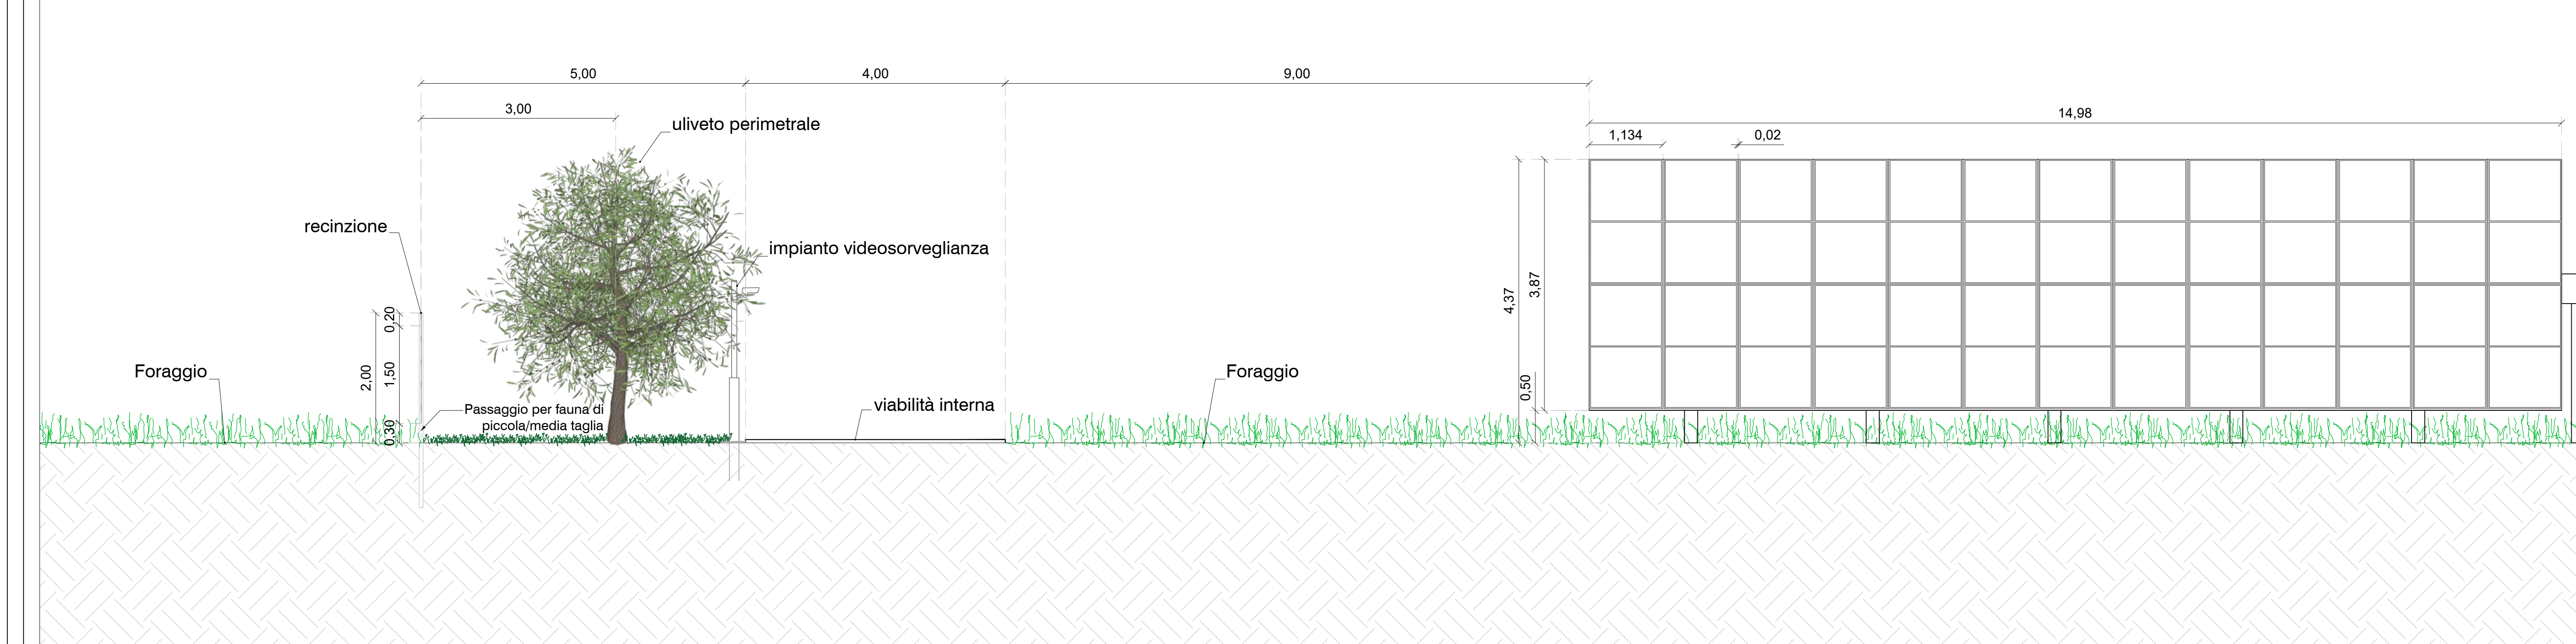 5,00
4,00
9,00
3,00
14,98
1,134
0,02
uliveto perimetrale
recinzione
impianto videosorveglianza
4,37
3,87
0,50
0,20
1,50
2,00
0,30
Foraggio
Passaggio per fauna di
piccola/media taglia
viabilità interna
Foraggio